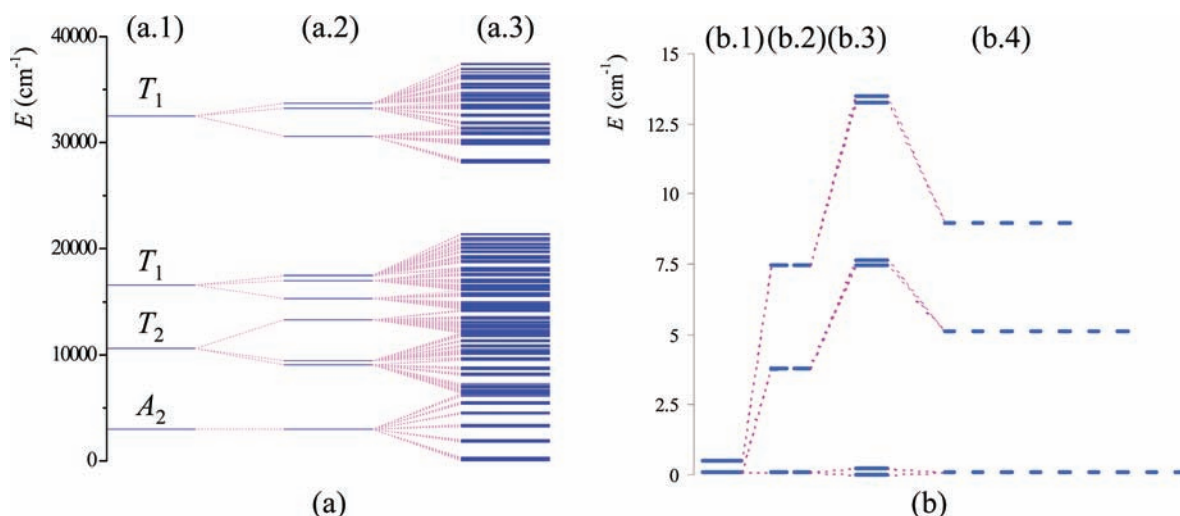 (a.1) (a.2) (a.3)
40000
30000
20000
10000
0
E (cm-1)
T1
T1
T2
A2
(a)
(b.1) (b.2) (b.3) (b.4)
15
12.5
10
7.5
5
2.5
0
E (cm-1)
(b)